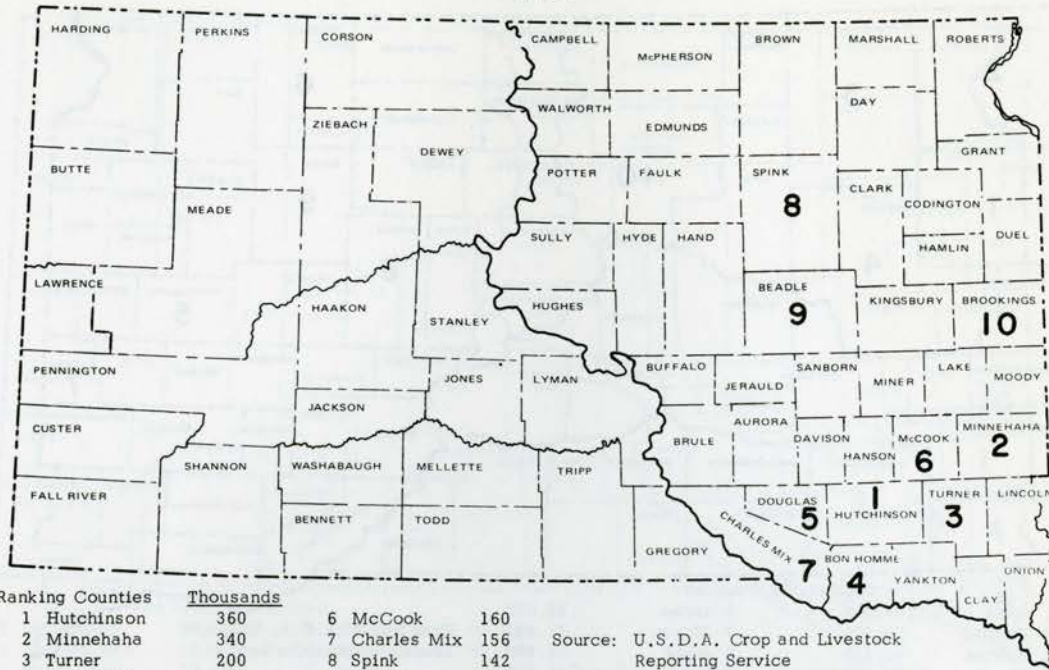 HARDING
PERKINS
CORSON
CAMPBELL
McPHERSON
BROWN
MARSHALL
ROBERTS
WALWORTH
EDMUNDS
DAY
ZIEBACH
DEWEY
GRANT
BUTTE
MEADE
POTTER
FAULK
SPINK
8
CLARK
CODINGTON
DUEL
HAMLIN
SULLY
HYDE
HAND
LAWRENCE
HAAKON
STANLEY
HUGHES
BEADLE
9
KINGSBURY
BROOKINGS
10
PENNINGTON
JACKSON
JONES
LYMAN
BUFFALO
JERAULD
SANBORN
MINER
LAKE
MOODY
CUSTER
SHANNON
WASHABAUGH
MELLETTE
TRIPP
BRULE
AURORA
DAVISON
HANSON
McCOOK
6
MINNEHAHA
2
FALL RIVER
BENNETT
TODD
GREGORY
CHARLES MIX
7
DOUGLAS
5
1
HUTCHINSON
TURNER
3
LINCOLN
BON HOMME
4
YANKTON
CLAY
UNION
Ranking Counties Thousands
1 Hutchinson 360 6 McCook 160
2 Minnehaha 340 7 Charles Mix 156 Source: U.S.D.A. Crop and Livestock
3 Turner 200 8 Spink 142 Reporting Service